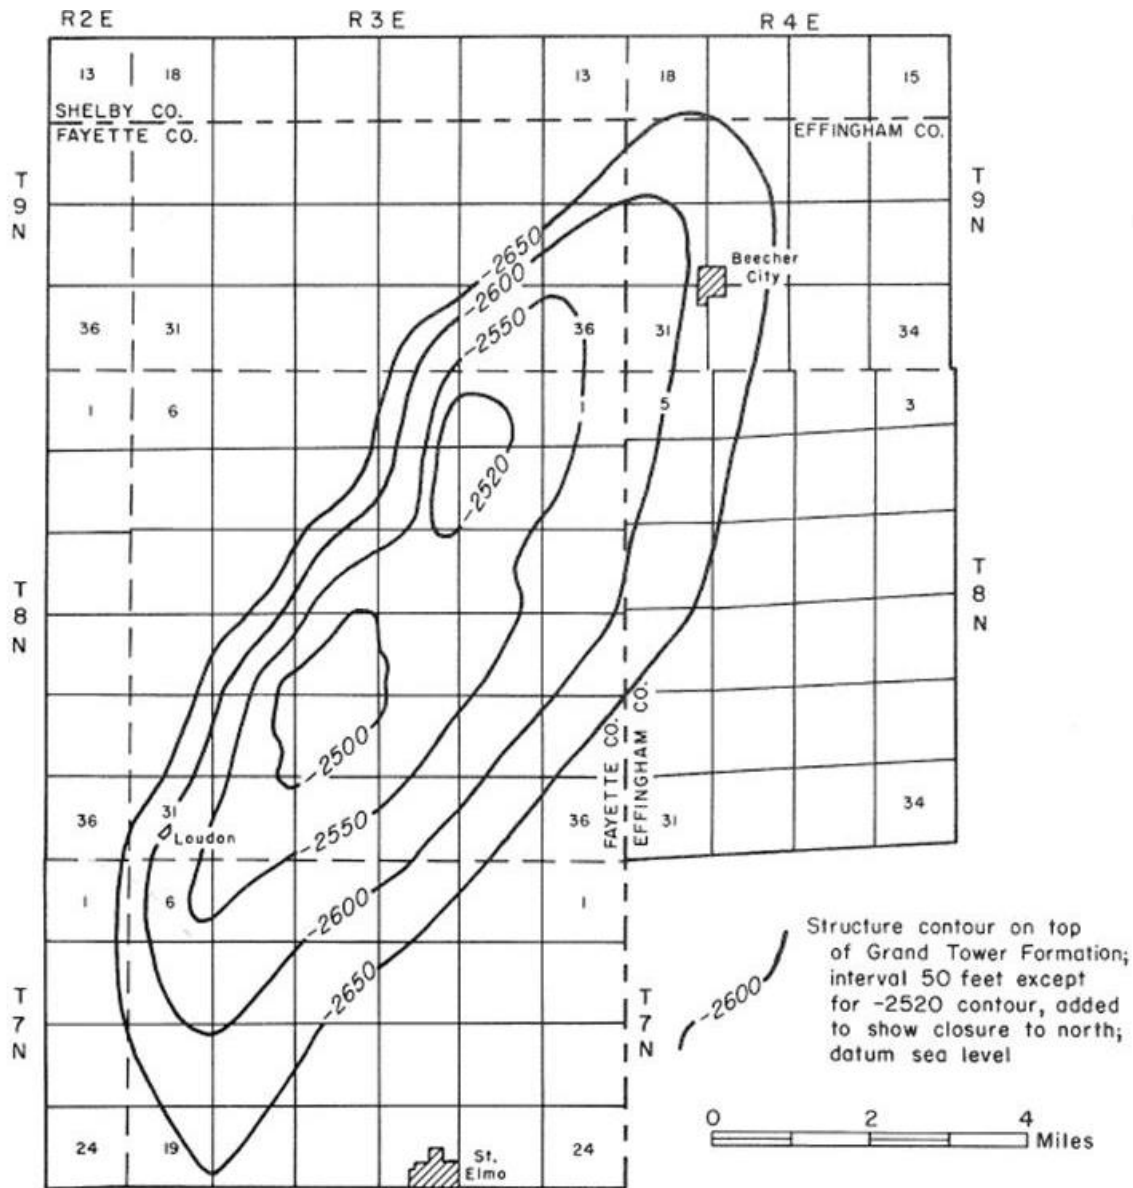 R2E R3E R4E
13 18 13 18 15
SHELBY CO.
FAYETTE CO.
EFFINGHAM CO.
T
9
N
T
9
N
-2650
-2600
-2550
Beecher
City
36 31 36 31 34
1 6 1 5 3
-2520
T
8
N
T
8
N
-2500
FAYETTE CO.
EFFINGHAM CO.
36 31 36 31 34
Loudon
-2550
1 6 1
-2600
-2650
T
7
N
T
7
N
24 19 24
St.
Elmo
-2600
Structure contour on top
of Grand Tower Formation;
interval 50 feet except
for -2520 contour, added
to show closure to north;
datum sea level
0 2 4
Miles